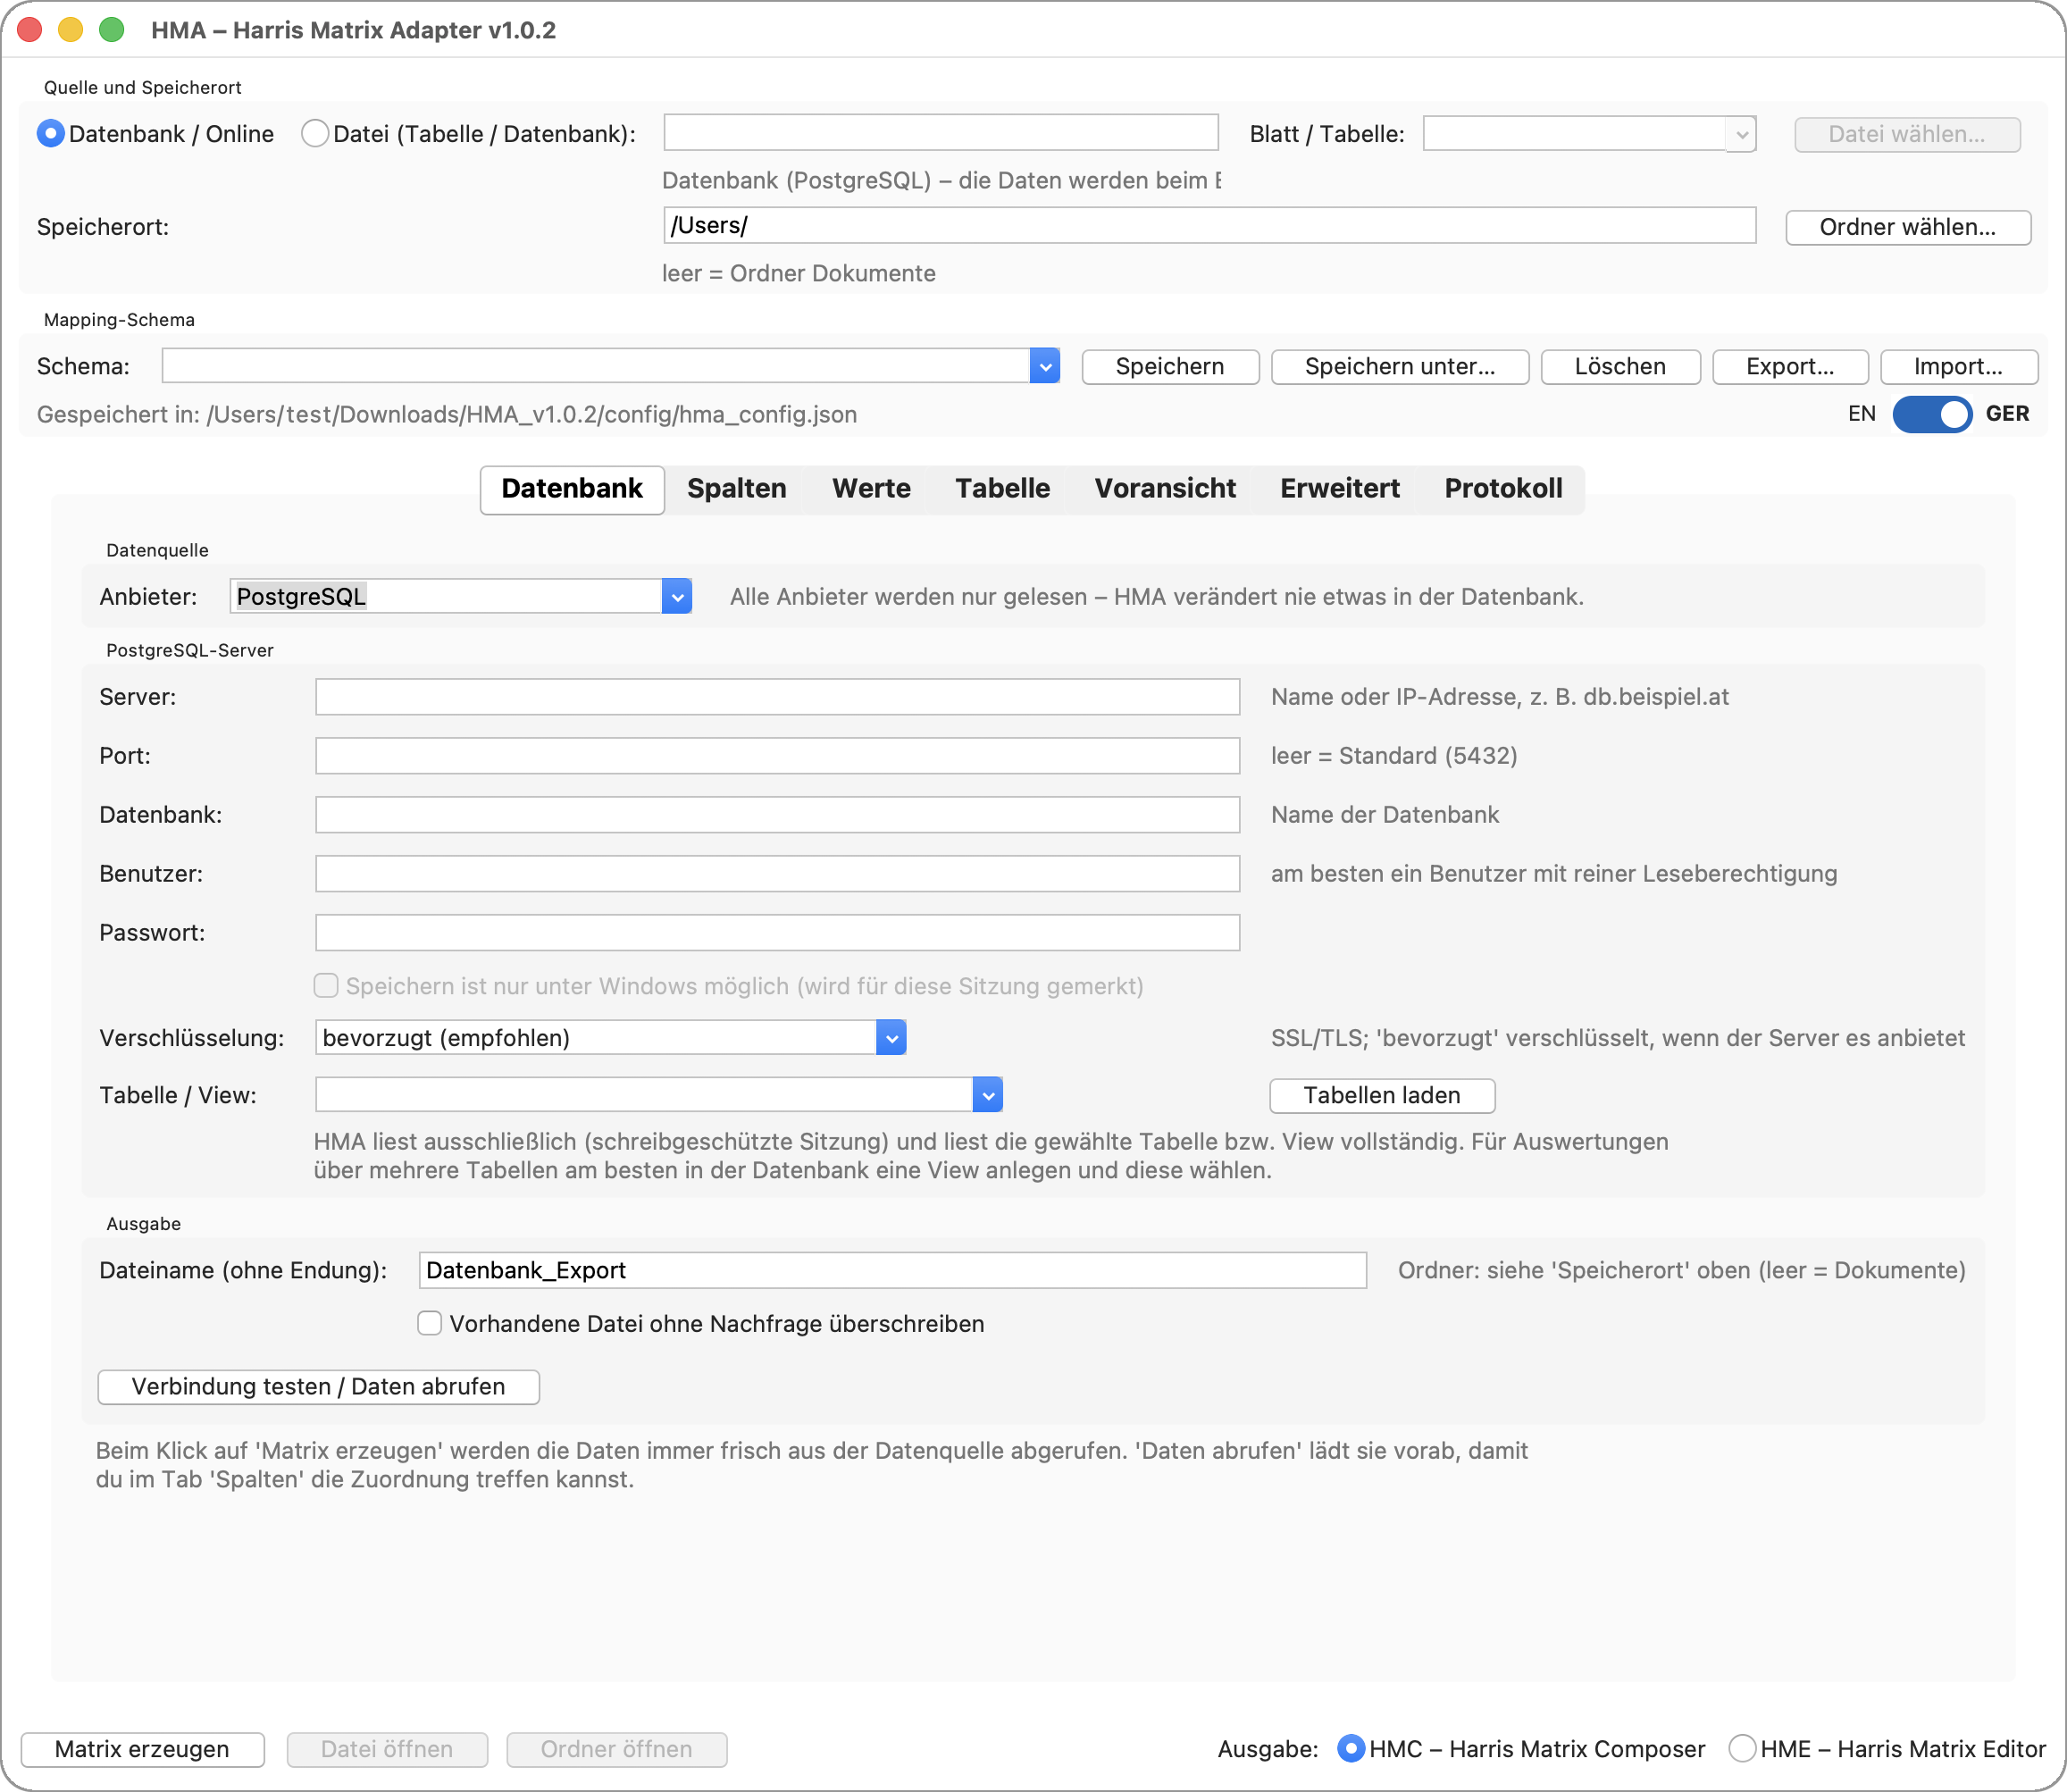 HMA – Harris Matrix Adapter v1.0.2
Quelle und Speicherort
Datenbank / Online Datei (Tabelle / Datenbank): Blatt / Tabelle: Datei wählen...
Datenbank (PostgreSQL) – die Daten werden beim
Speicherort: /Users/ Ordner wählen...
leer = Ordner Dokumente
Mapping-Schema
Schema: Speichern Speichern unter... Löschen Export... Import...
Gespeichert in: /Users/test/Downloads/HMA_v1.0.2/config/hma_config.json EN GER
Datenbank Spalten Werte Tabelle Voransicht Erweitert Protokoll
Datenquelle
Anbieter: PostgreSQL Alle Anbieter werden nur gelesen – HMA verändert nie etwas in der Datenbank.
PostgreSQL-Server
Server: Name oder IP-Adresse, z. B. db.beispiel.at
Port: leer = Standard (5432)
Datenbank: Name der Datenbank
Benutzer: am besten ein Benutzer mit reiner Leseberechtigung
Passwort:
Speichern ist nur unter Windows möglich (wird für diese Sitzung gemerkt)
Verschlüsselung: bevorzugt (empfohlen) SSL/TLS; 'bevorzugt' verschlüsselt, wenn der Server es anbietet
Tabelle / View: Tabellen laden
HMA liest ausschließlich (schreibgeschützte Sitzung) und liest die gewählte Tabelle bzw. View vollständig. Für Auswertungen
über mehrere Tabellen am besten in der Datenbank eine View anlegen und diese wählen.
Ausgabe
Dateiname (ohne Endung): Datenbank_Export Ordner: siehe 'Speicherort' oben (leer = Dokumente)
Vorhandene Datei ohne Nachfrage überschreiben
Verbindung testen / Daten abrufen
Beim Klick auf 'Matrix erzeugen' werden die Daten immer frisch aus der Datenquelle abgerufen. 'Daten abrufen' lädt sie vorab, damit
du im Tab 'Spalten' die Zuordnung treffen kannst.
Matrix erzeugen Datei öffnen Ordner öffnen Ausgabe: HMC – Harris Matrix Composer HME – Harris Matrix Editor